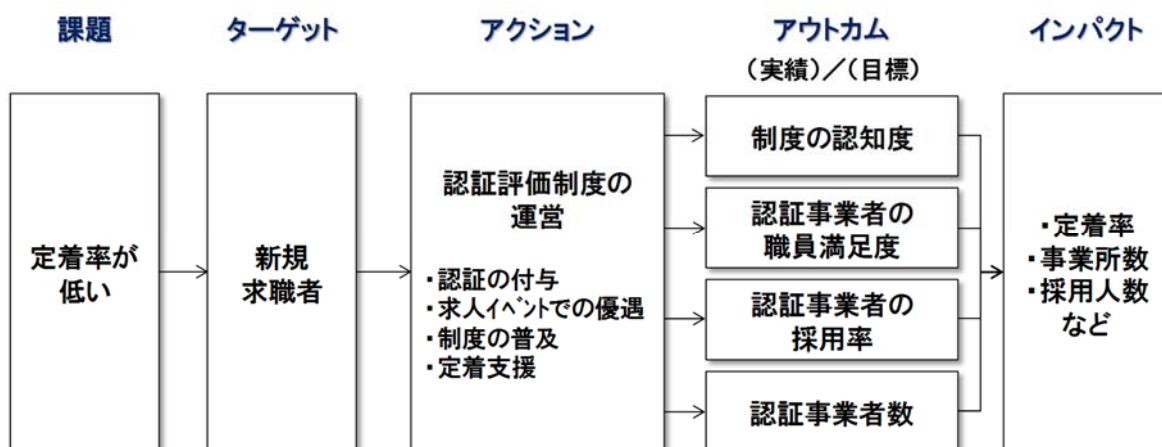 課題
ターゲット
アクション
アウトカム
(実績)／(目標)
インパクト
定着率が
低い
新規
求職者
認証評価制度の
運営
・認証の付与
・求人ｲﾍﾞﾝﾄでの優遇
・制度の普及
・定着支援
制度の認知度
認証事業者の
職員満足度
認証事業者の
採用率
認証事業者数
・定着率
・事業所数
・採用人数
など